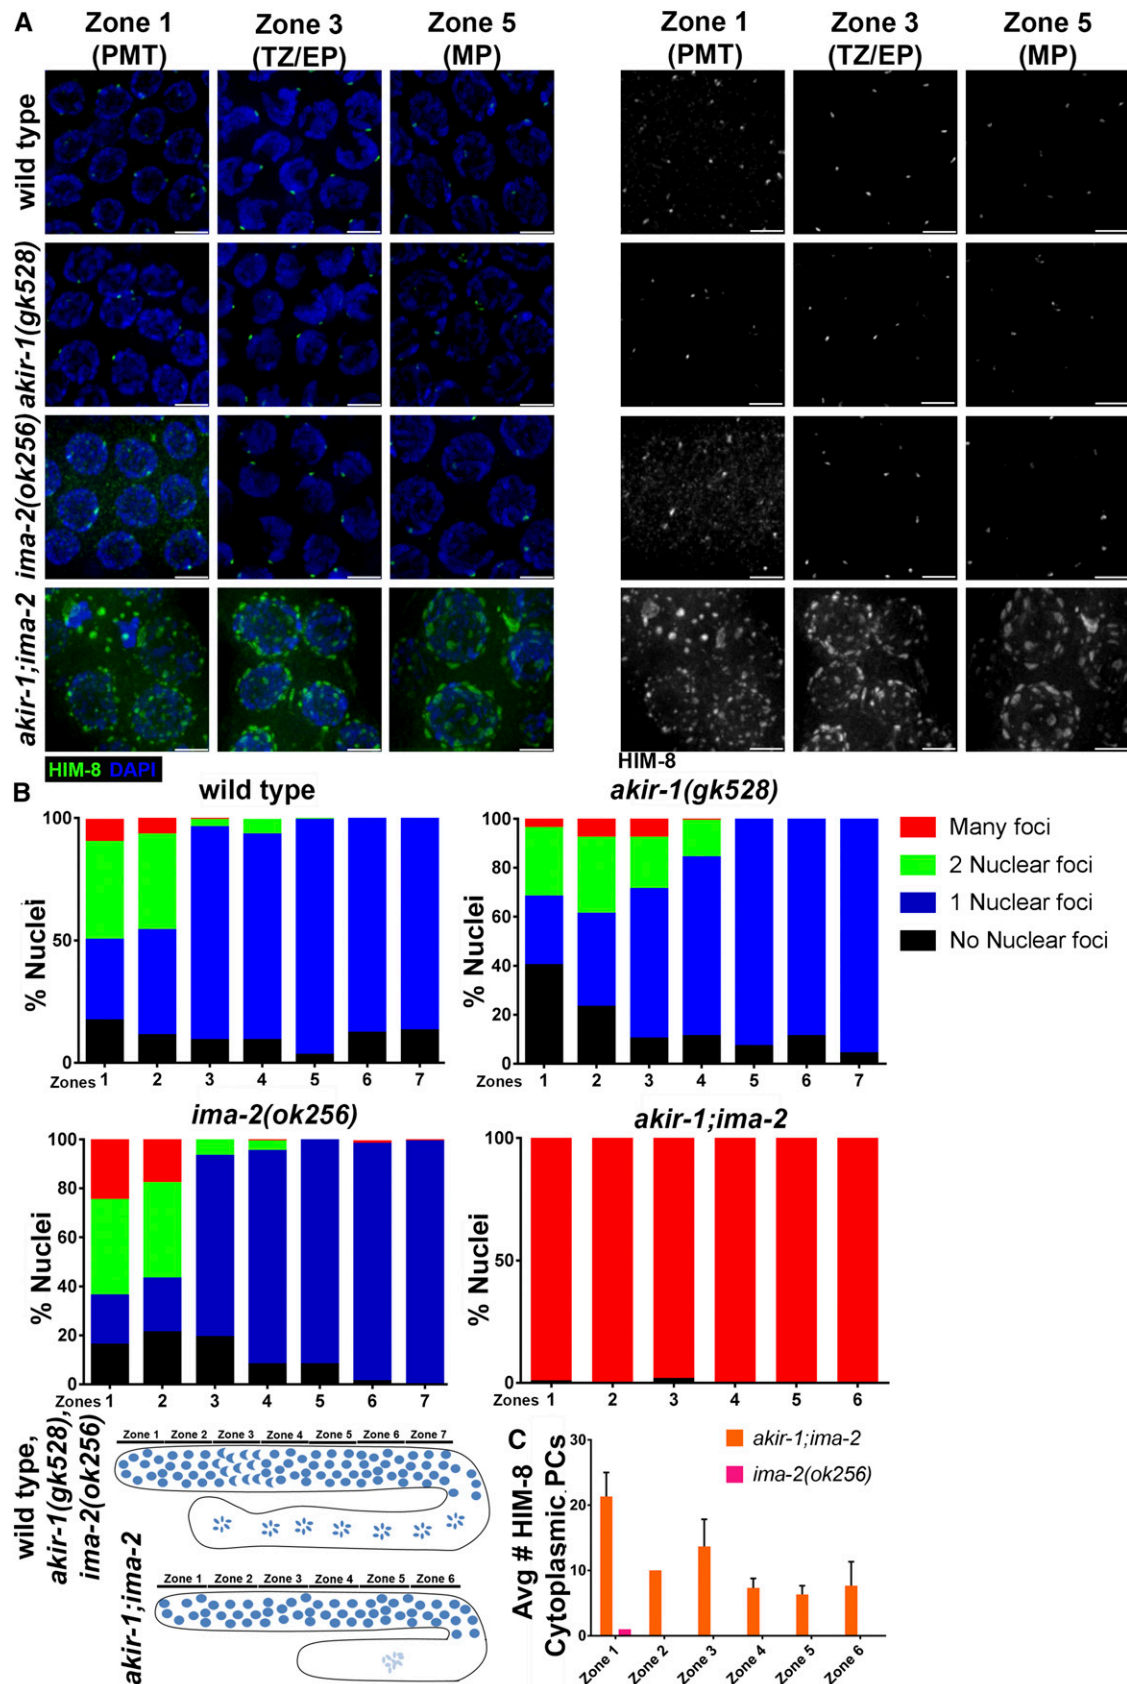 A
Zone 1 (PMT)
Zone 3 (TZ/EP)
Zone 5 (MP)
Zone 1 (PMT)
Zone 3 (TZ/EP)
Zone 5 (MP)
wild type
akir-1(gk528)
ima-2(ok256)
akir-1;ima-2
HIM-8 DAPI
HIM-8
B
wild type
% Nuclei
100
50
0
Zones 1 2 3 4 5 6 7
akir-1(gk528)
% Nuclei
100
80
60
40
20
0
Zones 1 2 3 4 5 6 7
Many foci
2 Nuclear foci
1 Nuclear foci
No Nuclear foci
ima-2(ok256)
% Nuclei
100
80
60
40
20
0
Zones 1 2 3 4 5 6 7
akir-1;ima-2
% Nuclei
100
50
0
Zones 1 2 3 4 5 6
wild type,
akir-1(gk528),
ima-2(ok256)
Zone 1 Zone 2 Zone 3 Zone 4 Zone 5 Zone 6 Zone 7
akir-1;ima-2
Zone 1 Zone 2 Zone 3 Zone 4 Zone 5 Zone 6
C
Avg # HIM-8
Cytoplasmic PCs
30
20
10
0
akir-1;ima-2
ima-2(ok256)
Zone 1 Zone 2 Zone 3 Zone 4 Zone 5 Zone 6